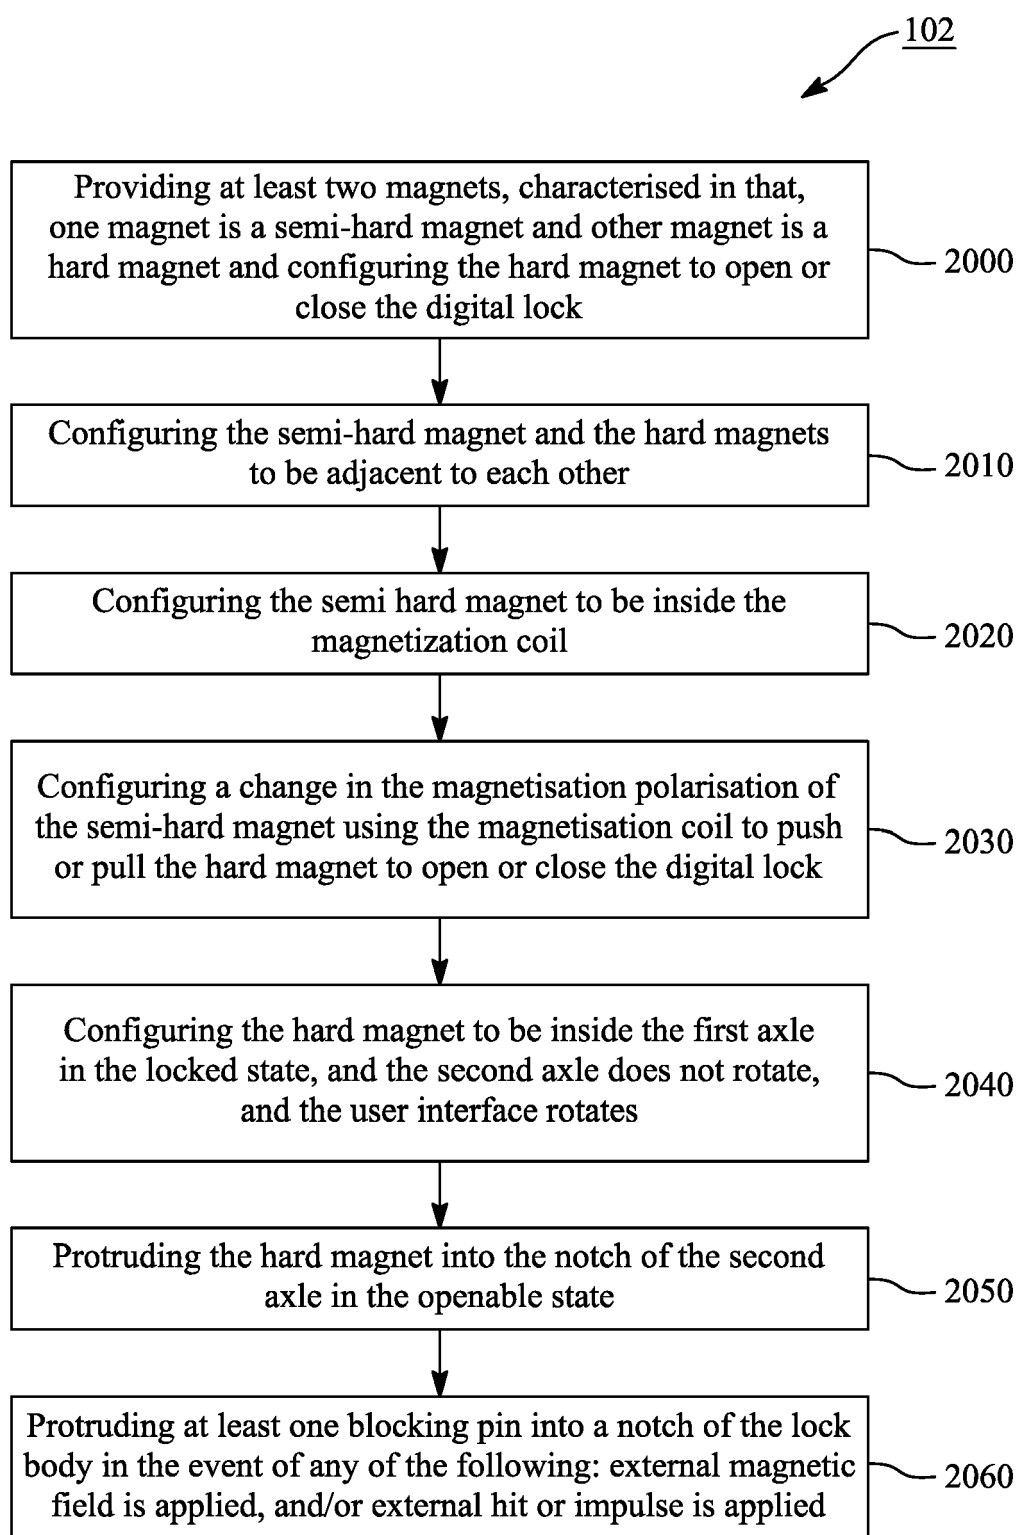 102
Providing at least two magnets, characterised in that,
one magnet is a semi-hard magnet and other magnet is a
hard magnet and configuring the hard magnet to open or
close the digital lock
2000
Configuring the semi-hard magnet and the hard magnets
to be adjacent to each other
2010
Configuring the semi hard magnet to be inside the
magnetization coil
2020
Configuring a change in the magnetisation polarisation of
the semi-hard magnet using the magnetisation coil to push
or pull the hard magnet to open or close the digital lock
2030
Configuring the hard magnet to be inside the first axle
in the locked state, and the second axle does not rotate,
and the user interface rotates
2040
Protruding the hard magnet into the notch of the second
axle in the openable state
2050
Protruding at least one blocking pin into a notch of the lock
body in the event of any of the following: external magnetic
field is applied, and/or external hit or impulse is applied
2060